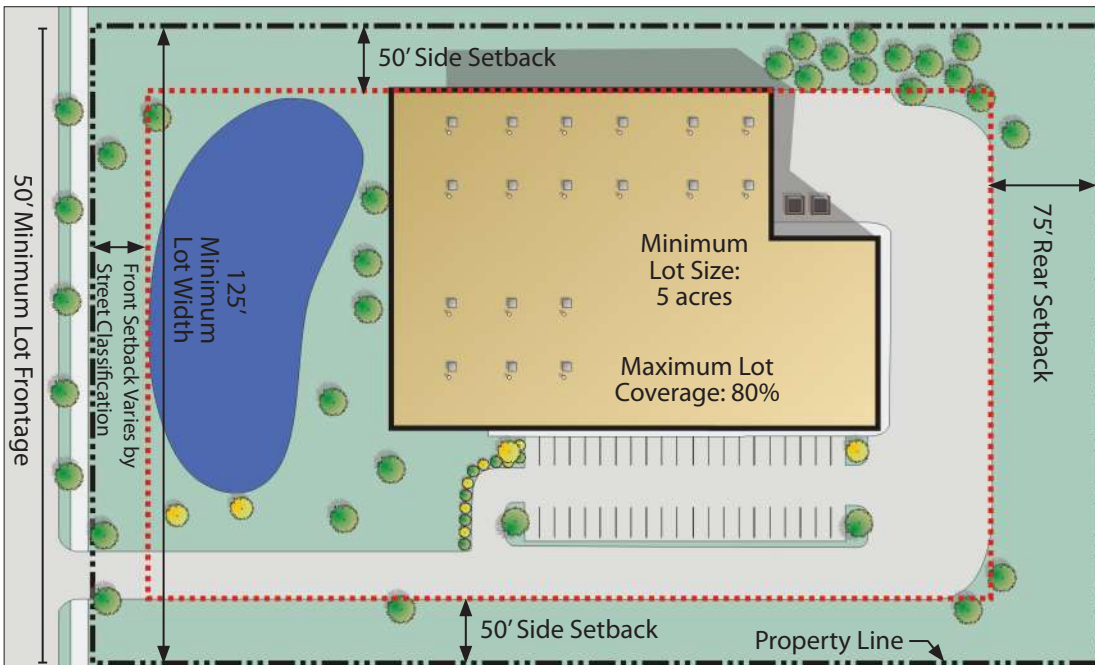 50' Side Setback
50' Minimum Lot Frontage
Front Setback Varies by
Street Classification
125'
Minimum
Lot Width
Minimum
Lot Size:
5 acres
Maximum Lot
Coverage: 80%
75' Rear Setback
50' Side Setback
Property Line